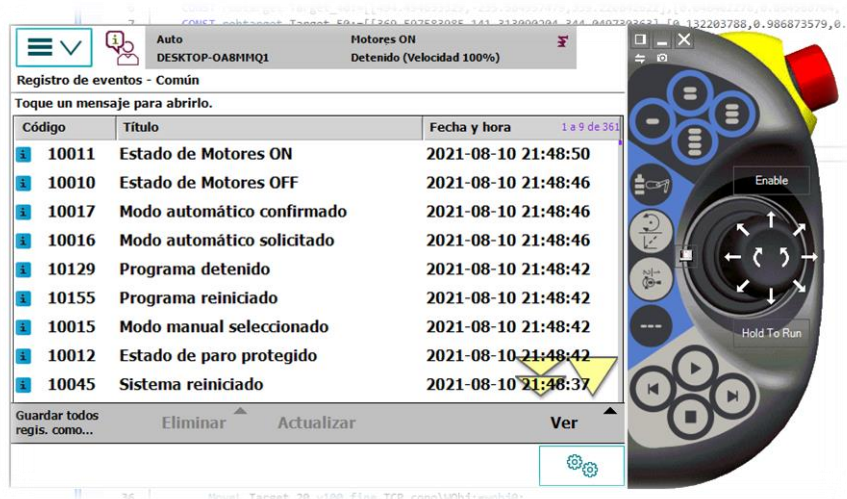 Auto
Motores ON
DESKTOP-OA8MMQ1
Detenido (Velocidad 100%)
Registro de eventos - Común
Toque un mensaje para abrirlo.
Código Título Fecha y hora 1 a 9 de 361
10011 Estado de Motores ON 2021-08-10 21:48:50
10010 Estado de Motores OFF 2021-08-10 21:48:46
10017 Modo automático confirmado 2021-08-10 21:48:46
10016 Modo automático solicitado 2021-08-10 21:48:46
10129 Programa detenido 2021-08-10 21:48:42
10155 Programa reiniciado 2021-08-10 21:48:42
10015 Modo manual seleccionado 2021-08-10 21:48:42
10012 Estado de paro protegido 2021-08-10 21:48:42
10045 Sistema reiniciado 2021-08-10 21:48:37
Guardar todos
regis. como...
Eliminar
Actualizar
Ver
Enable
Hold To Run
36